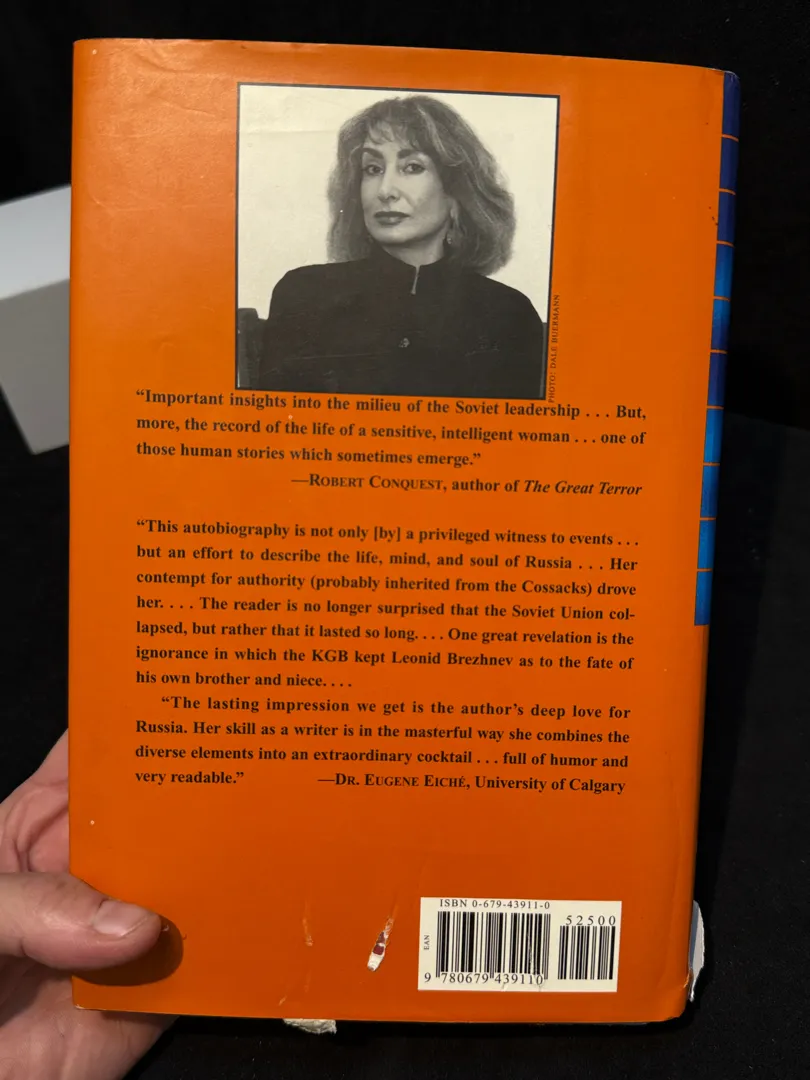 PHOTO: DALE BUERMANN
“Important insights into the milieu of the Soviet leadership . . . But,
more, the record of the life of a sensitive, intelligent woman . . . one of
those human stories which sometimes emerge.”
—ROBERT CONQUEST, author of The Great Terror
“This autobiography is not only [by] a privileged witness to events . . .
but an effort to describe the life, mind, and soul of Russia . . . Her
contempt for authority (probably inherited from the Cossacks) drove
her. . . . The reader is no longer surprised that the Soviet Union col-
lapsed, but rather that it lasted so long. . . . One great revelation is the
ignorance in which the KGB kept Leonid Brezhnev as to the fate of
his own brother and niece. . . .
“The lasting impression we get is the author’s deep love for
Russia. Her skill as a writer is in the masterful way she combines the
diverse elements into an extraordinary cocktail . . . full of humor and
very readable.” —DR. EUGENE EICHÉ, University of Calgary
ISBN 0-679-43911-0
52500
EAN
9 780679 439110